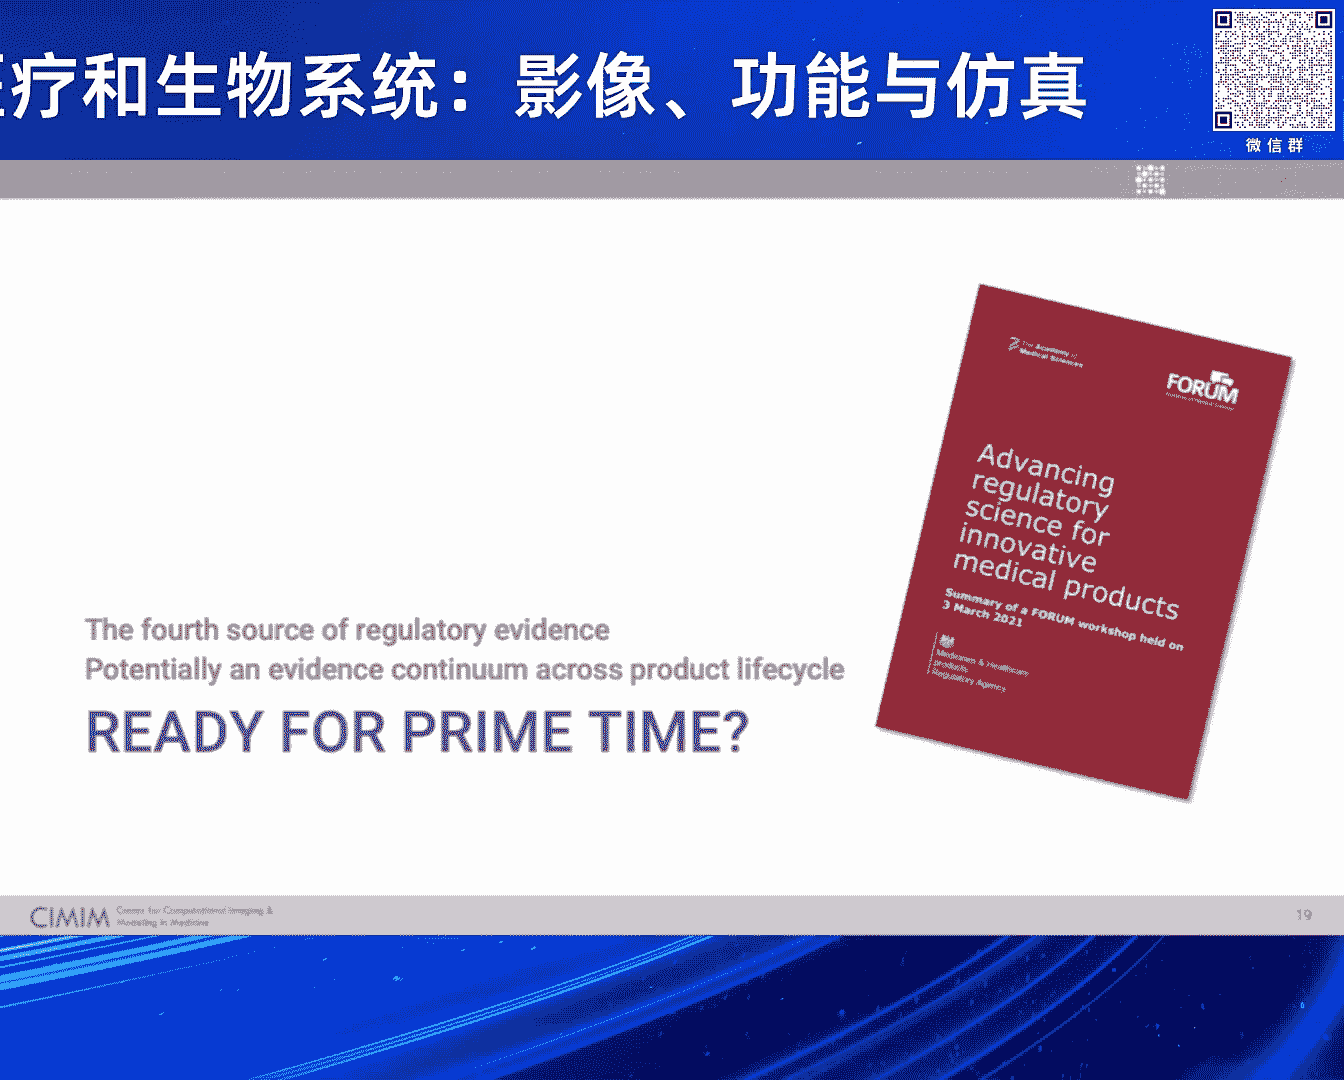 疗和生物系统：影像、功能与仿真
微信群
The Academy of
Medical Sciences
FORUM
Advancing
regulatory
science for
innovative
medical products
Summary of a FORUM workshop held on
3 March 2021
Medicines & Healthcare
products
Regulatory Agency
The fourth source of regulatory evidence
Potentially an evidence continuum across product lifecycle
READY FOR PRIME TIME?
CIMIM
Centre for Computational Imaging &
Modelling in Medicine
19